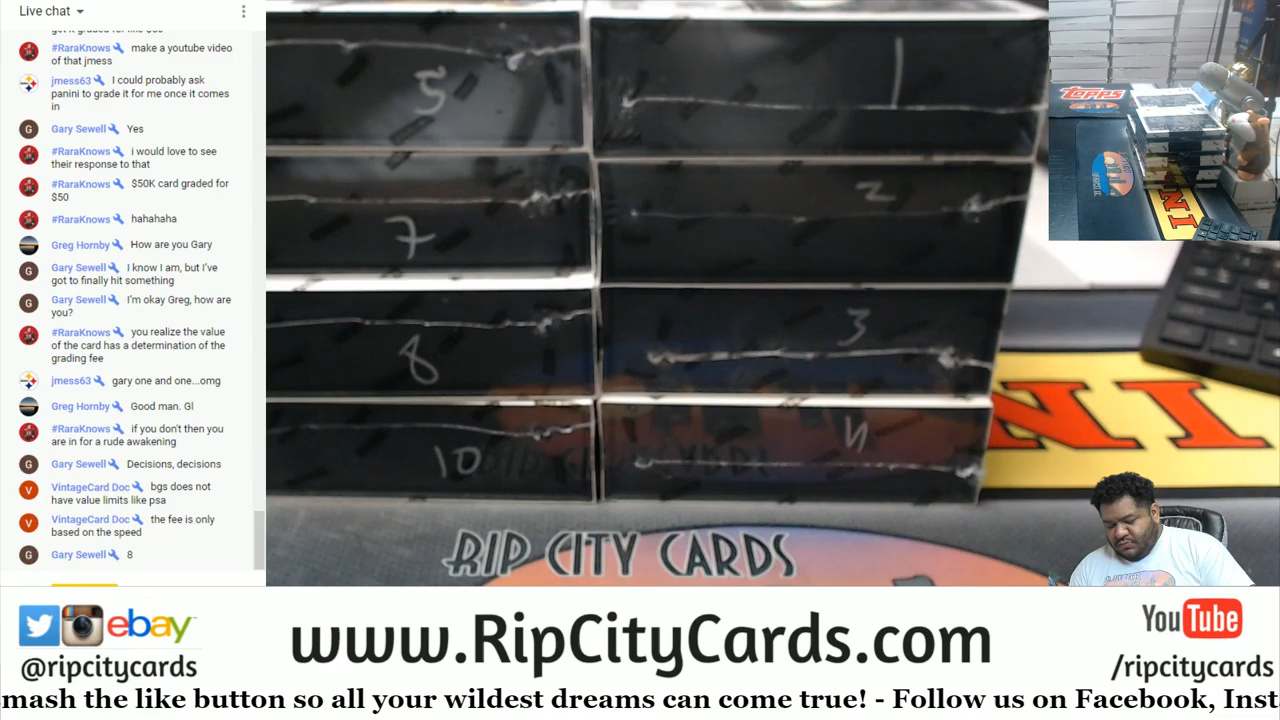 Live chat
#RaraKnows make a youtube video
of that jmess
jmess63 I could probably ask
panini to grade it for me once it comes
in
Gary Sewell Yes
#RaraKnows i would love to see
their response to that
#RaraKnows $50K card graded for
$50
#RaraKnows hahahaha
Greg Hornby How are you Gary
Gary Sewell I know I am, but I've
got to finally hit something
Gary Sewell I'm okay Greg, how are
you?
#RaraKnows you realize the value
of the card has a determination of the
grading fee
jmess63 gary one and one...omg
Greg Hornby Good man. Gl
#RaraKnows if you don't then you
are in for a rude awakening
Gary Sewell Decisions, decisions
VintageCard Doc bgs does not
have value limits like psa
VintageCard Doc the fee is only
based on the speed
Gary Sewell 8
5
1
7
2
8
3
10
4
RIP CITY CARDS
TOPPS
NI
NI
ebay
@ripcitycards
www.RipCityCards.com
YouTube
/ripcitycards
mash the like button so all your wildest dreams can come true! - Follow us on Facebook, Inst